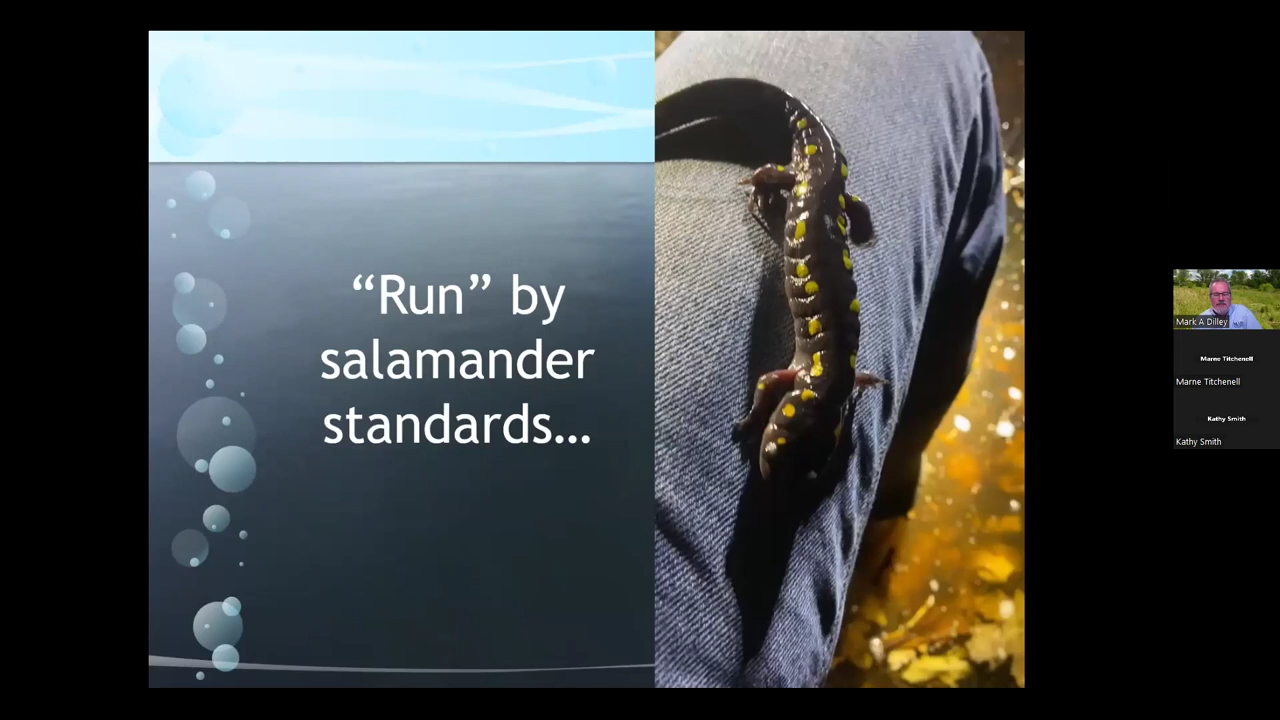 “Run” by
salamander
standards...
Mark A Dilley
Marne Titchenell
Marne Titchenell
Kathy Smith
Kathy Smith